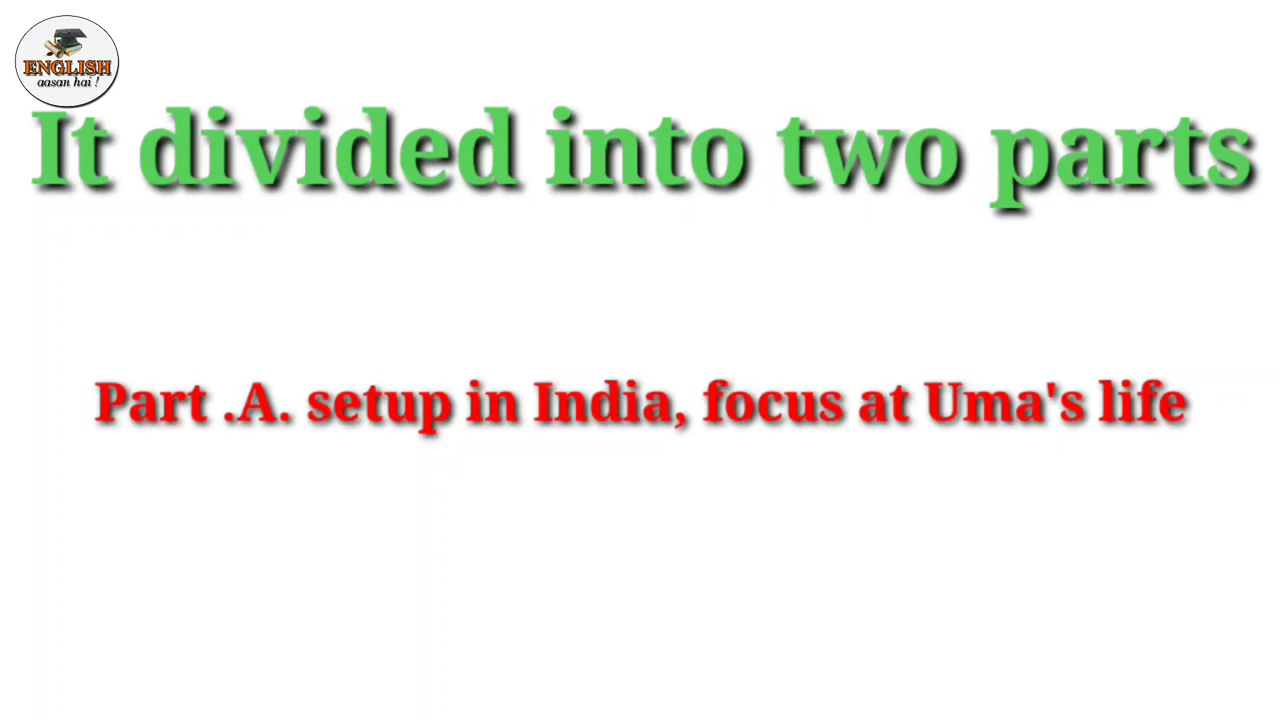 ENGLISH
aasan hai !
It divided into two parts
Part .A. setup in India, focus at Uma's life